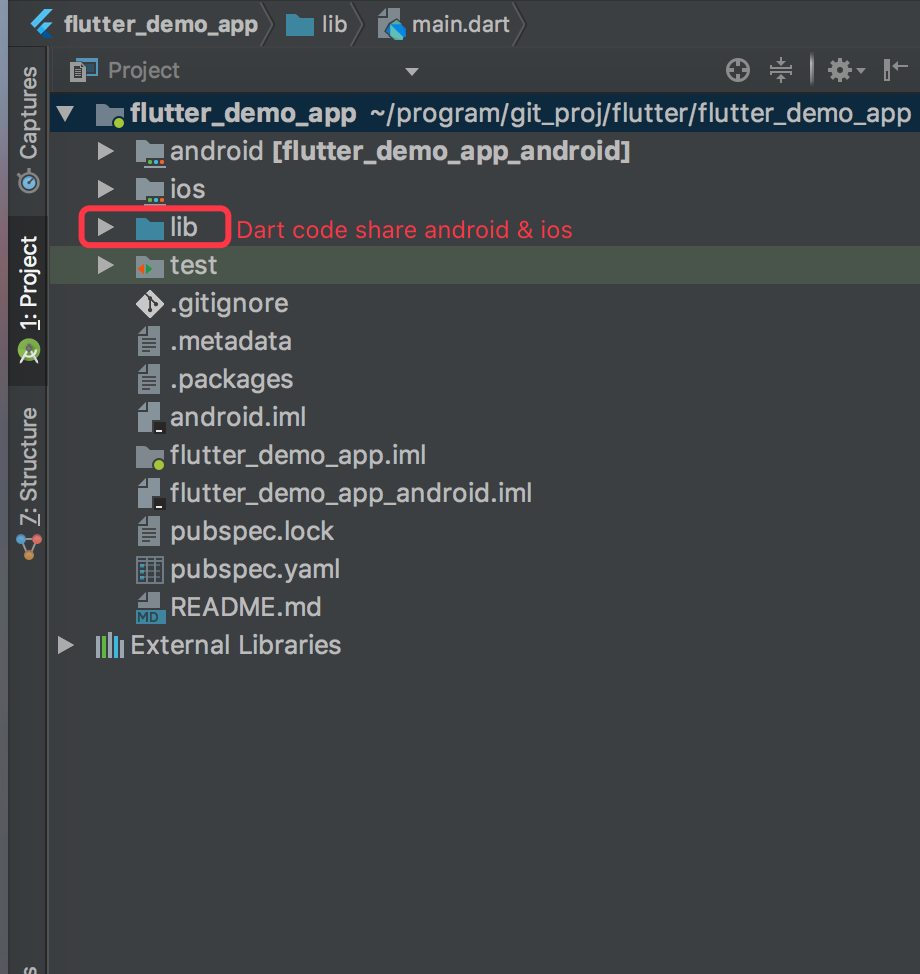 flutter_demo_app lib main.dart
Project
flutter_demo_app ~/program/git_proj/flutter/flutter_demo_app
android [flutter_demo_app_android]
ios
lib Dart code share android & ios
test
.gitignore
.metadata
.packages
android.iml
flutter_demo_app.iml
flutter_demo_app_android.iml
pubspec.lock
pubspec.yaml
MD README.md
External Libraries
Captures
1: Project
7: Structure